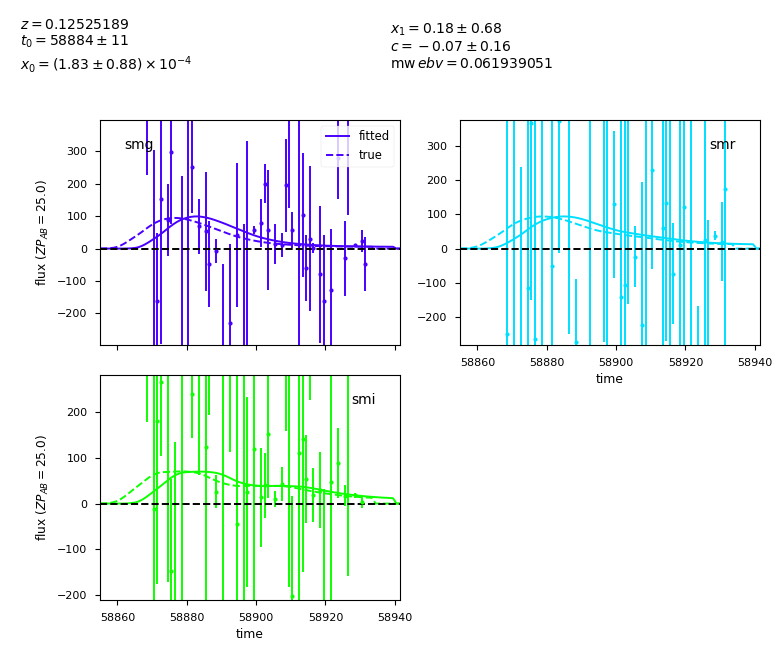 z = 0.12525189
t₀ = 58884 ± 11
x₀ = (1.83 ± 0.88) × 10⁻⁴
x₁ = 0.18 ± 0.68
c = −0.07 ± 0.16
mw ebv = 0.061939051
smg
fitted
true
300
200
100
0
−100
−200
flux (ZP_AB = 25.0)
smr
300
200
100
0
−100
−200
58860 58880 58900 58920 58940
time
smi
200
100
0
−100
−200
flux (ZP_AB = 25.0)
58860 58880 58900 58920 58940
time